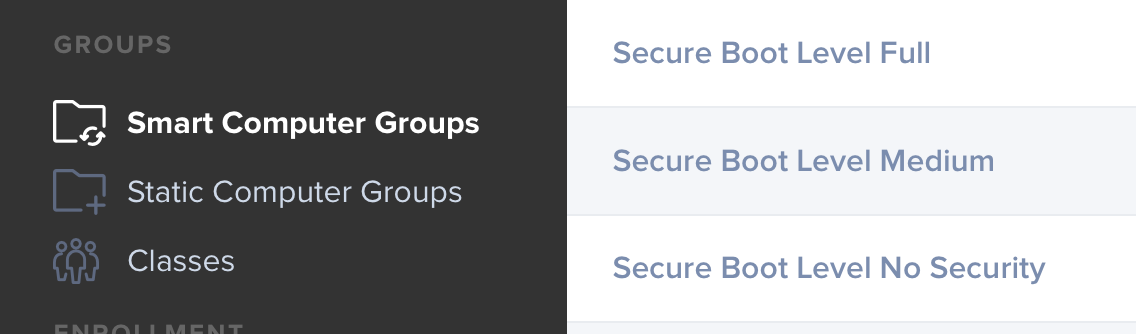 GROUPS
Smart Computer Groups
Static Computer Groups
Classes
ENROLLMENT
Secure Boot Level Full
Secure Boot Level Medium
Secure Boot Level No Security